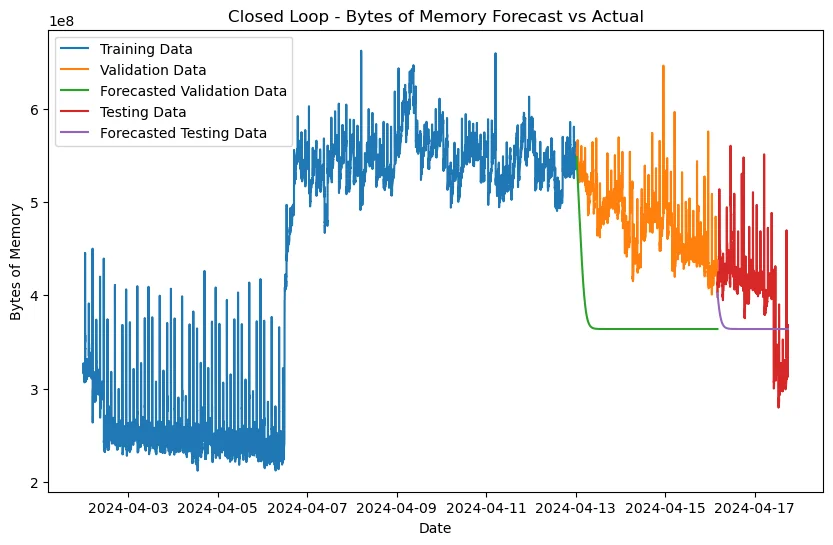 Closed Loop - Bytes of Memory Forecast vs Actual
1e8
Training Data
Validation Data
Forecasted Validation Data
Testing Data
Forecasted Testing Data
6
5
4
3
2
Bytes of Memory
2024-04-03 2024-04-05 2024-04-07 2024-04-09 2024-04-11 2024-04-13 2024-04-15 2024-04-17
Date